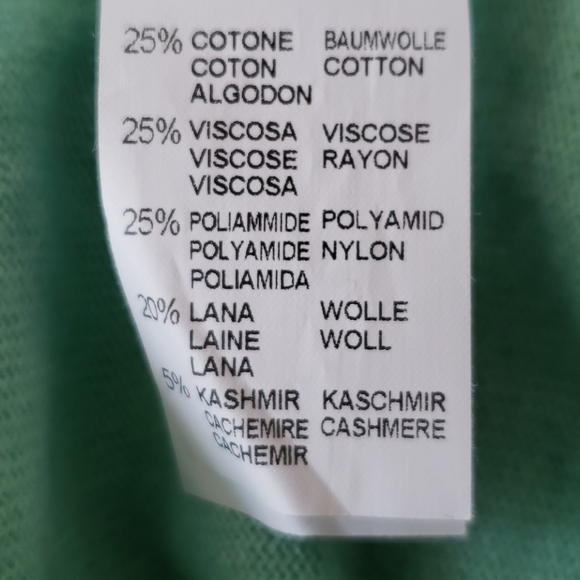 25% COTONE BAUMWOLLE
COTON COTTON
ALGODON
25% VISCOSA VISCOSE
VISCOSE RAYON
VISCOSA
25% POLIAMMIDE POLYAMID
POLYAMIDE NYLON
POLIAMIDA
20% LANA WOLLE
LAINE WOLL
LANA
5% KASHMIR KASCHMIR
CACHEMIRE CASHMERE
CACHEMIR